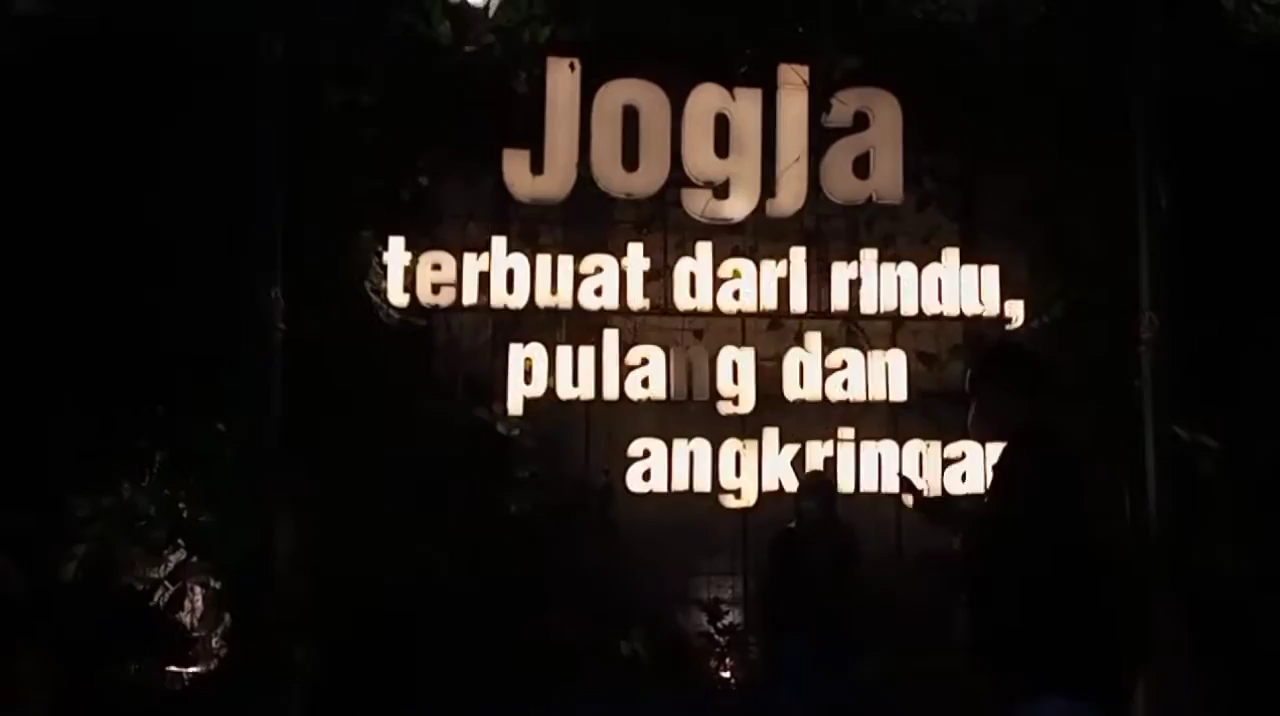 Jogja
terbuat dari rindu,
pulang dan
angkringan